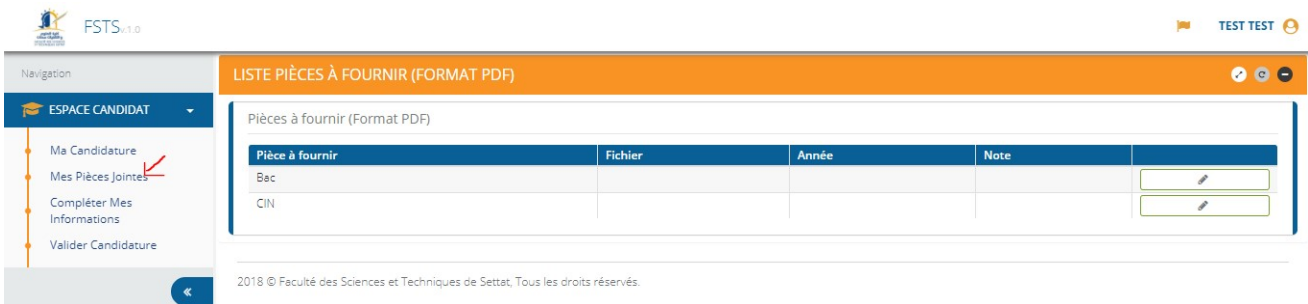 FSTS v.1.0
TEST TEST
Navigation
LISTE PIÈCES À FOURNIR (FORMAT PDF)
ESPACE CANDIDAT
Ma Candidature
Mes Pièces Jointes
Compléter Mes
Informations
Valider Candidature
Pièces à fournir (Format PDF)
Pièce à fournir Fichier Année Note
Bac
CIN
2018 © Faculté des Sciences et Techniques de Settat, Tous les droits réservés.